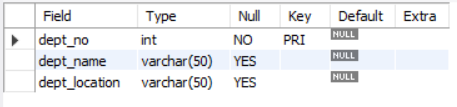 Field Type Null Key Default Extra
dept_no int NO PRI NULL
dept_name varchar(50) YES NULL
dept_location varchar(50) YES NULL